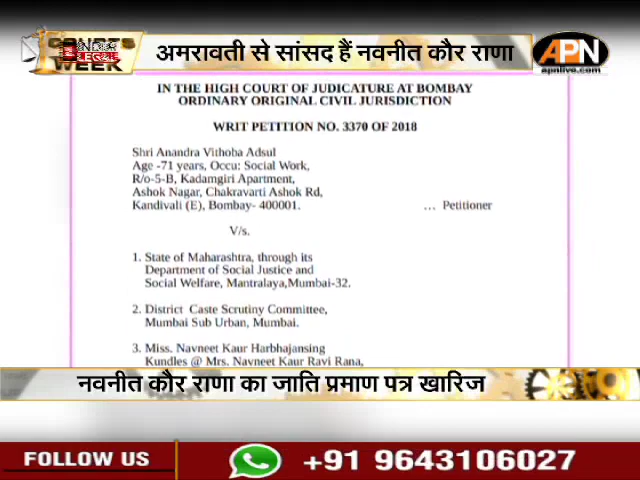 COURT'S
WEEK
INDIA
LEGAL
अमरावती से सांसद हैं नवनीत कौर राणा
APN
apnlive.com
IN THE HIGH COURT OF JUDICATURE AT BOMBAY
ORDINARY ORIGINAL CIVIL JURISDICTION
WRIT PETITION NO. 3370 OF 2018
Shri Anandra Vithoba Adsul
Age -71 years, Occu: Social Work,
R/o-5-B, Kadamgiri Apartment,
Ashok Nagar, Chakravarti Ashok Rd,
Kandivali (E), Bombay- 400001. ... Petitioner
V/s.
1. State of Maharashtra, through its
Department of Social Justice and
Social Welfare, Mantralaya,Mumbai-32.
2. District Caste Scrutiny Committee,
Mumbai Sub Urban, Mumbai.
3. Miss. Navneet Kaur Harbhajansing
Kundles @ Mrs. Navneet Kaur Ravi Rana,
नवनीत कौर राणा का जाति प्रमाण पत्र खारिज
FOLLOW US +91 9643106027